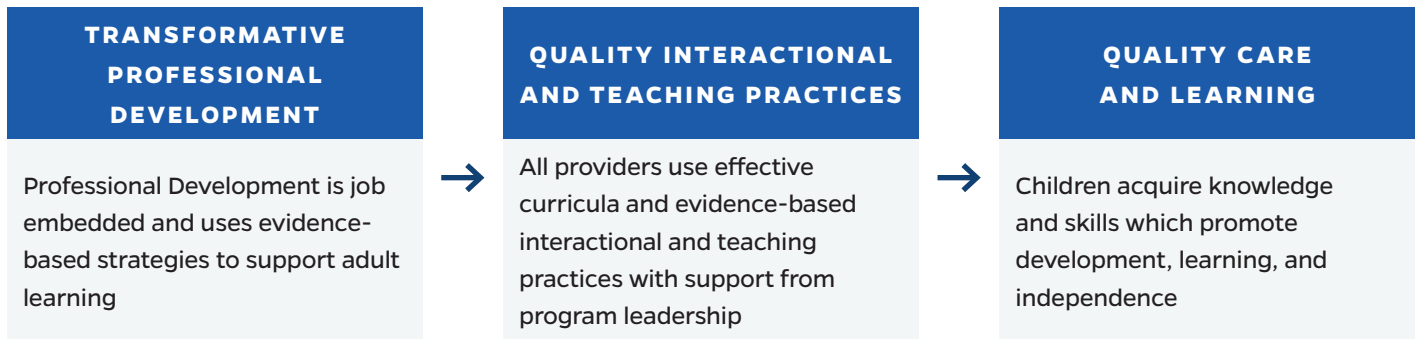 TRANSFORMATIVE
PROFESSIONAL
DEVELOPMENT
Professional Development is job
embedded and uses evidence-
based strategies to support adult
learning
QUALITY INTERACTIONAL
AND TEACHING PRACTICES
All providers use effective
curricula and evidence-based
interactional and teaching
practices with support from
program leadership
QUALITY CARE
AND LEARNING
Children acquire knowledge
and skills which promote
development, learning, and
independence